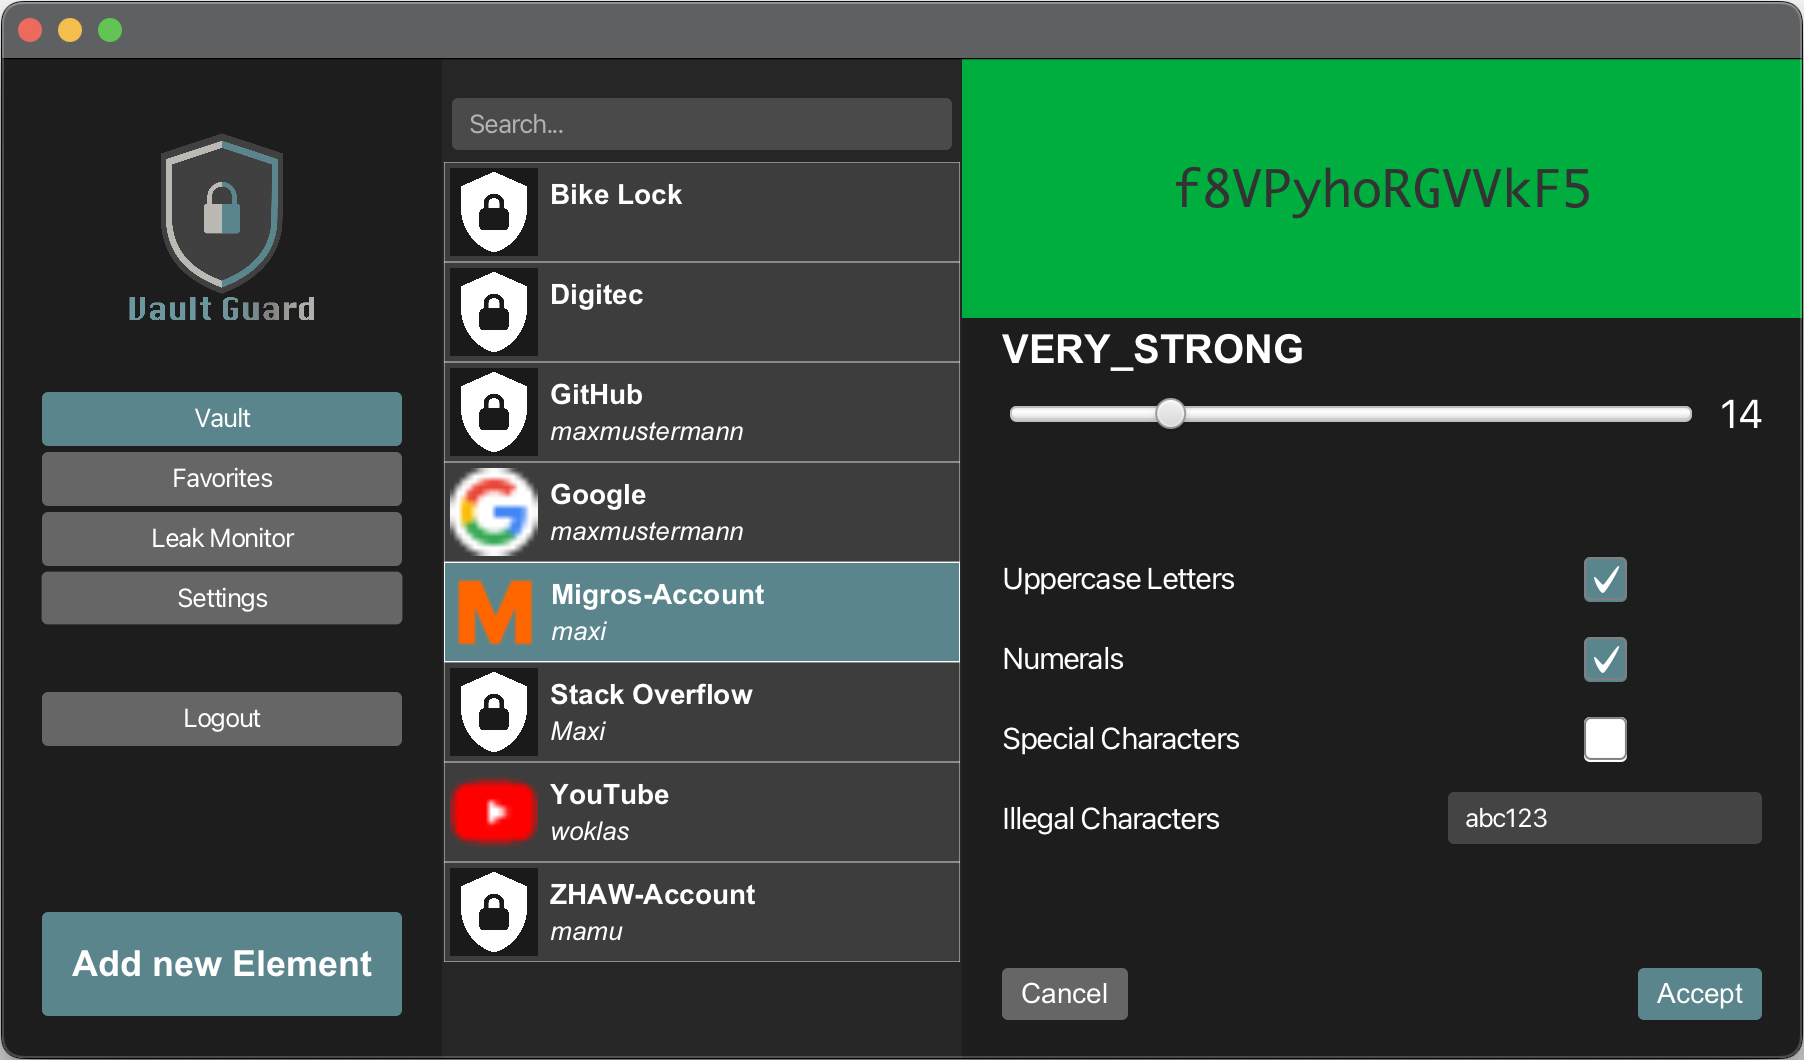 Vault Guard
Vault
Favorites
Leak Monitor
Settings
Logout
Add new Element
Search...
Bike Lock
Digitec
GitHub
maxmustermann
Google
maxmustermann
Migros-Account
maxi
Stack Overflow
Maxi
YouTube
woklas
ZHAW-Account
mamu
f8VPyhoRGVVkF5
VERY_STRONG
14
Uppercase Letters
Numerals
Special Characters
Illegal Characters
abc123
Cancel
Accept